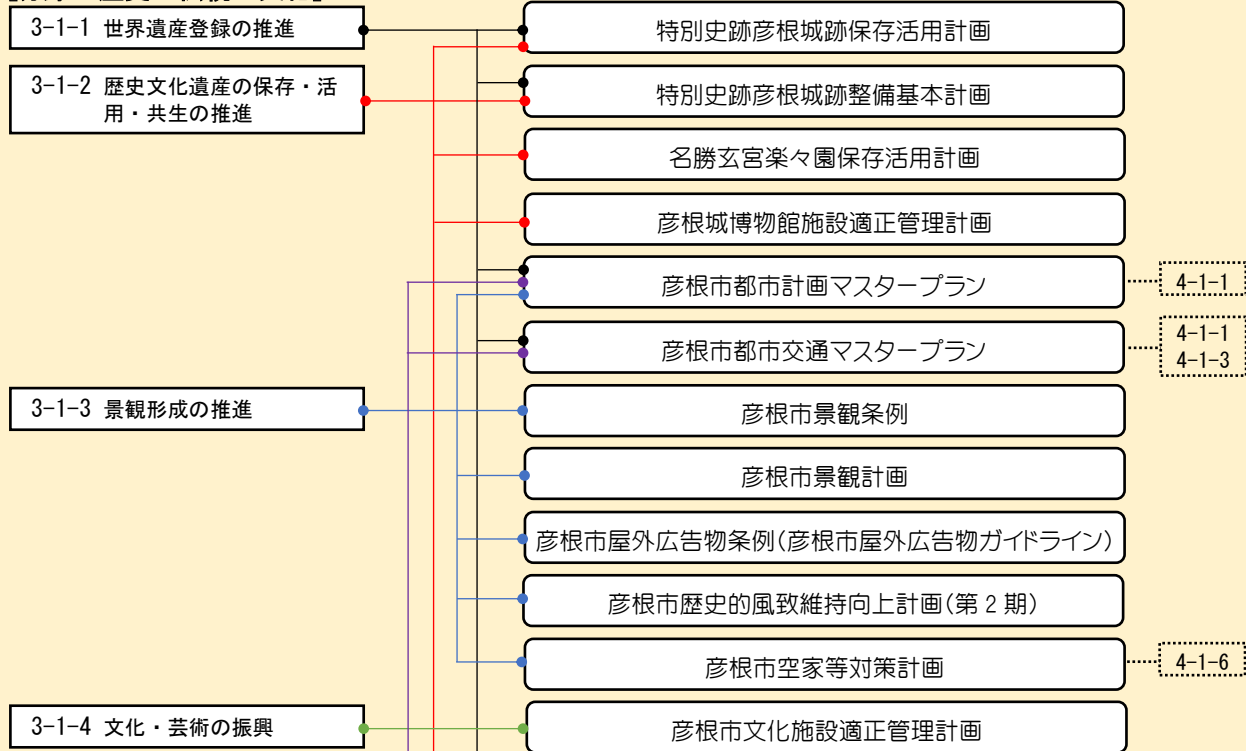 3-1-1 世界遺産登録の推進
特別史跡彦根城跡保存活用計画
3-1-2 歴史文化遺産の保存・活
用・共生の推進
特別史跡彦根城跡整備基本計画
名勝玄宮楽々園保存活用計画
彦根城博物館施設適正管理計画
彦根市都市計画マスタープラン
4-1-1
彦根市都市交通マスタープラン
4-1-1
4-1-3
3-1-3 景観形成の推進
彦根市景観条例
彦根市景観計画
彦根市屋外広告物条例(彦根市屋外広告物ガイドライン)
彦根市歴史的風致維持向上計画(第2期)
彦根市空家等対策計画
4-1-6
3-1-4 文化・芸術の振興
彦根市文化施設適正管理計画